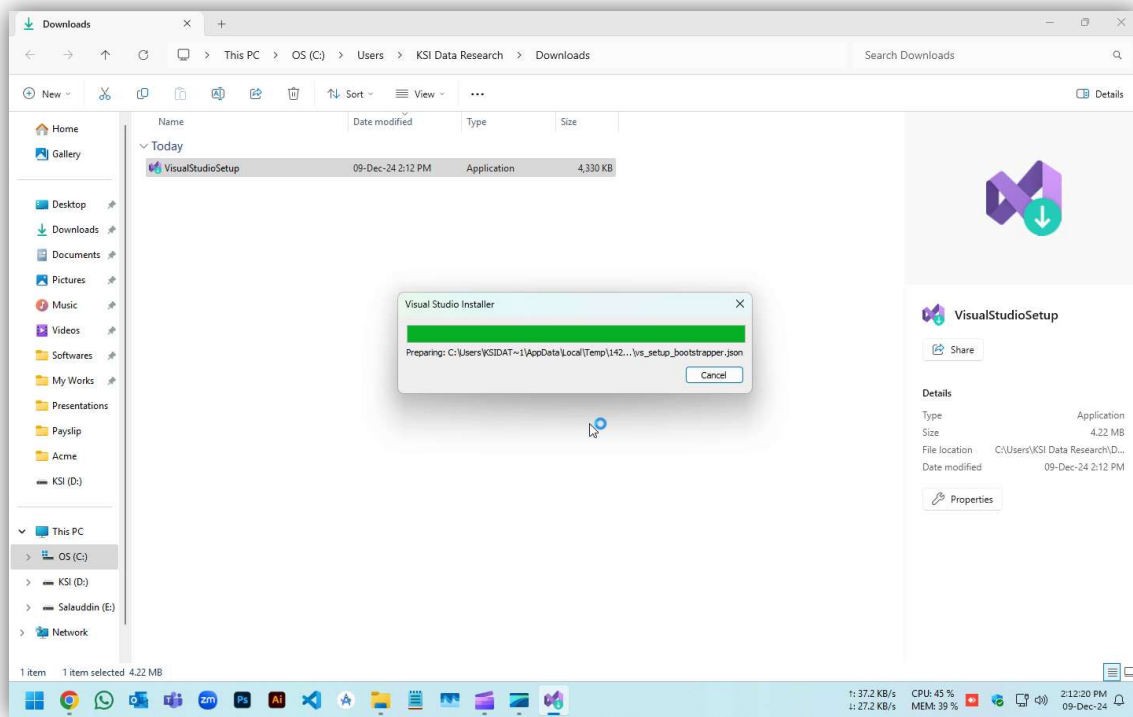 Downloads
This PC > OS (C:) > Users > KSI Data Research > Downloads
Search Downloads
New
Sort
View
Details
Home
Gallery
Desktop
Downloads
Documents
Pictures
Music
Videos
Softwares
My Works
Presentations
Payslip
Acme
KSI (D:)
This PC
OS (C:)
KSI (D:)
Salauddin (E:)
Network
Name Date modified Type Size
Today
VisualStudioSetup 09-Dec-24 2:12 PM Application 4,330 KB
Visual Studio Installer
Preparing: C:\Users\KSIDAT~1\AppData\Local\Temp\142...\vs_setup_bootstrapper.json
Cancel
VisualStudioSetup
Share
Details
Type Application
Size 4.22 MB
File location C:\Users\KSI Data Research\D...
Date modified 09-Dec-24 2:12 PM
Properties
1 item 1 item selected 4.22 MB
zm Ps Ai
↑: 37.2 KB/s CPU: 45 % 2:12:20 PM
↓: 27.2 KB/s MEM: 39 % 09-Dec-24